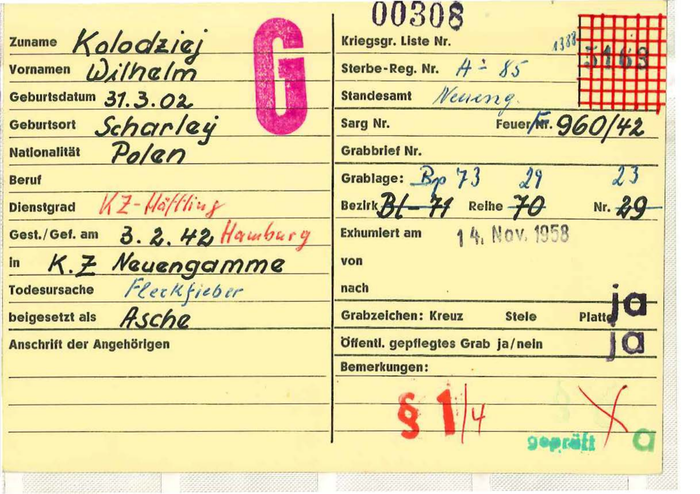 00308
Zuname Kolodziej
Vornamen Wilhelm
Geburtsdatum 31.3.02
Geburtsort Scharley
Nationalität Polen
Beruf
Dienstgrad KZ-Häftling
Gest./Gef. am 3.2.42 Hamburg
in K.Z Neuengamme
Todesursache Fleckfieber
beigesetzt als Asche
Anschrift der Angehörigen
G
Kriegsgr. Liste Nr. 1388
Sterbe-Reg. Nr. A - 85
Standesamt Neueng.
Sarg Nr. Feuer Nr. 960/42
Grabbrief Nr.
Grablage: Bp 73 29 23
Bezirk Bl-71 Reihe 70 Nr. 29
Exhumiert am 14. Nov. 1958
von
nach
Grabzeichen: Kreuz Stele Platte ja
Öffentl. gepflegtes Grab ja/nein ja
Bemerkungen:
§ 1/4
geprüft a